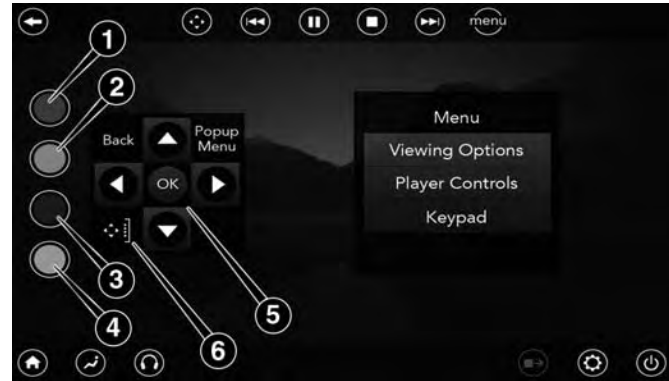 menu
1
2
Back
Popup
Menu
OK
3
4
5
6
Menu
Viewing Options
Player Controls
Keypad